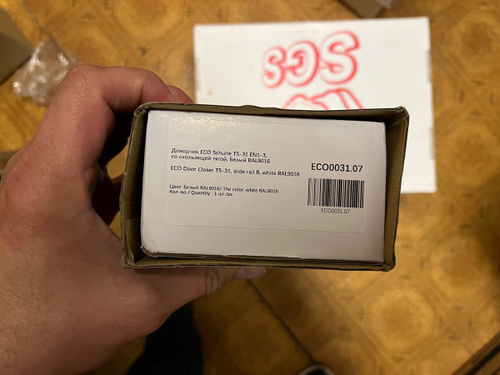 SGS
Доводчик ECO Schulte TS-31 EN1-3,
со скользящей тягой, белый RAL9016
ECO Door Closer TS-31, slide rail B, white RAL9016
ECO0031.07
Цвет: белый RAL9016/ The color: white RAL9016
Кол-во / Quantity : 1 шт./pc
ECO0031.07